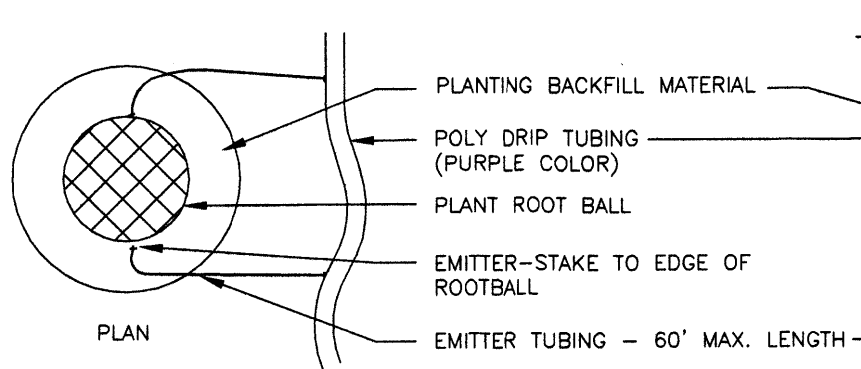 PLANTING BACKFILL MATERIAL
POLY DRIP TUBING
(PURPLE COLOR)
PLANT ROOT BALL
EMITTER-STAKE TO EDGE OF
ROOTBALL
PLAN
EMITTER TUBING - 60' MAX. LENGTH